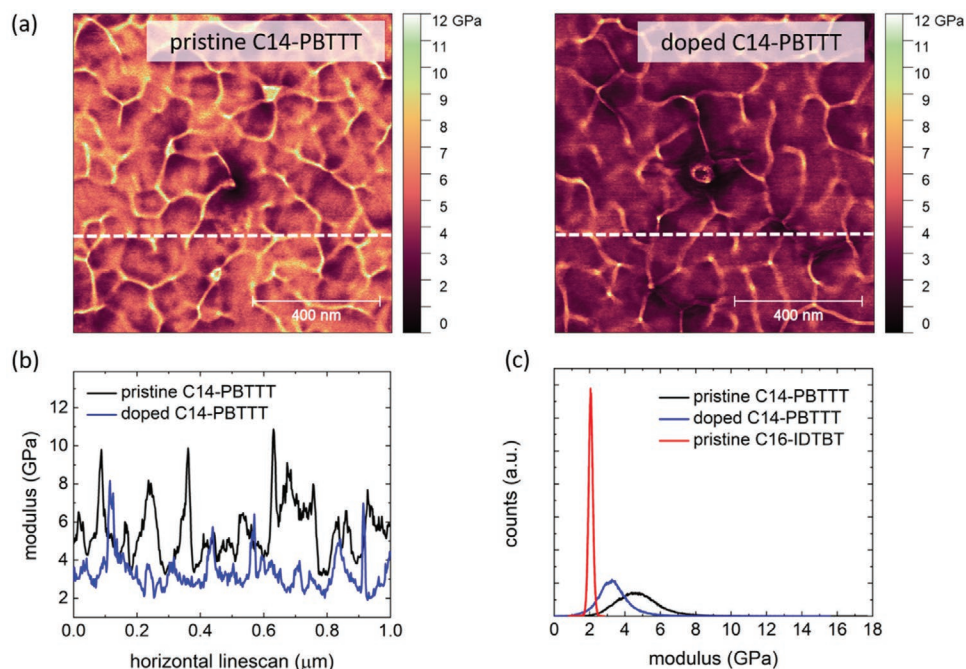 (a)
pristine C14-PBTTT
12 GPa
11
10
9
8
7
6
5
4
3
2
1
0
400 nm
doped C14-PBTTT
12 GPa
11
10
9
8
7
6
5
4
3
2
1
0
400 nm
(b)
pristine C14-PBTTT
doped C14-PBTTT
modulus (GPa)
12
10
8
6
4
2
0.0 0.2 0.4 0.6 0.8 1.0
horizontal linescan (μm)
(c)
pristine C14-PBTTT
doped C14-PBTTT
pristine C16-IDTBT
counts (a.u.)
0 2 4 6 8 10 12 14 16 18
modulus (GPa)